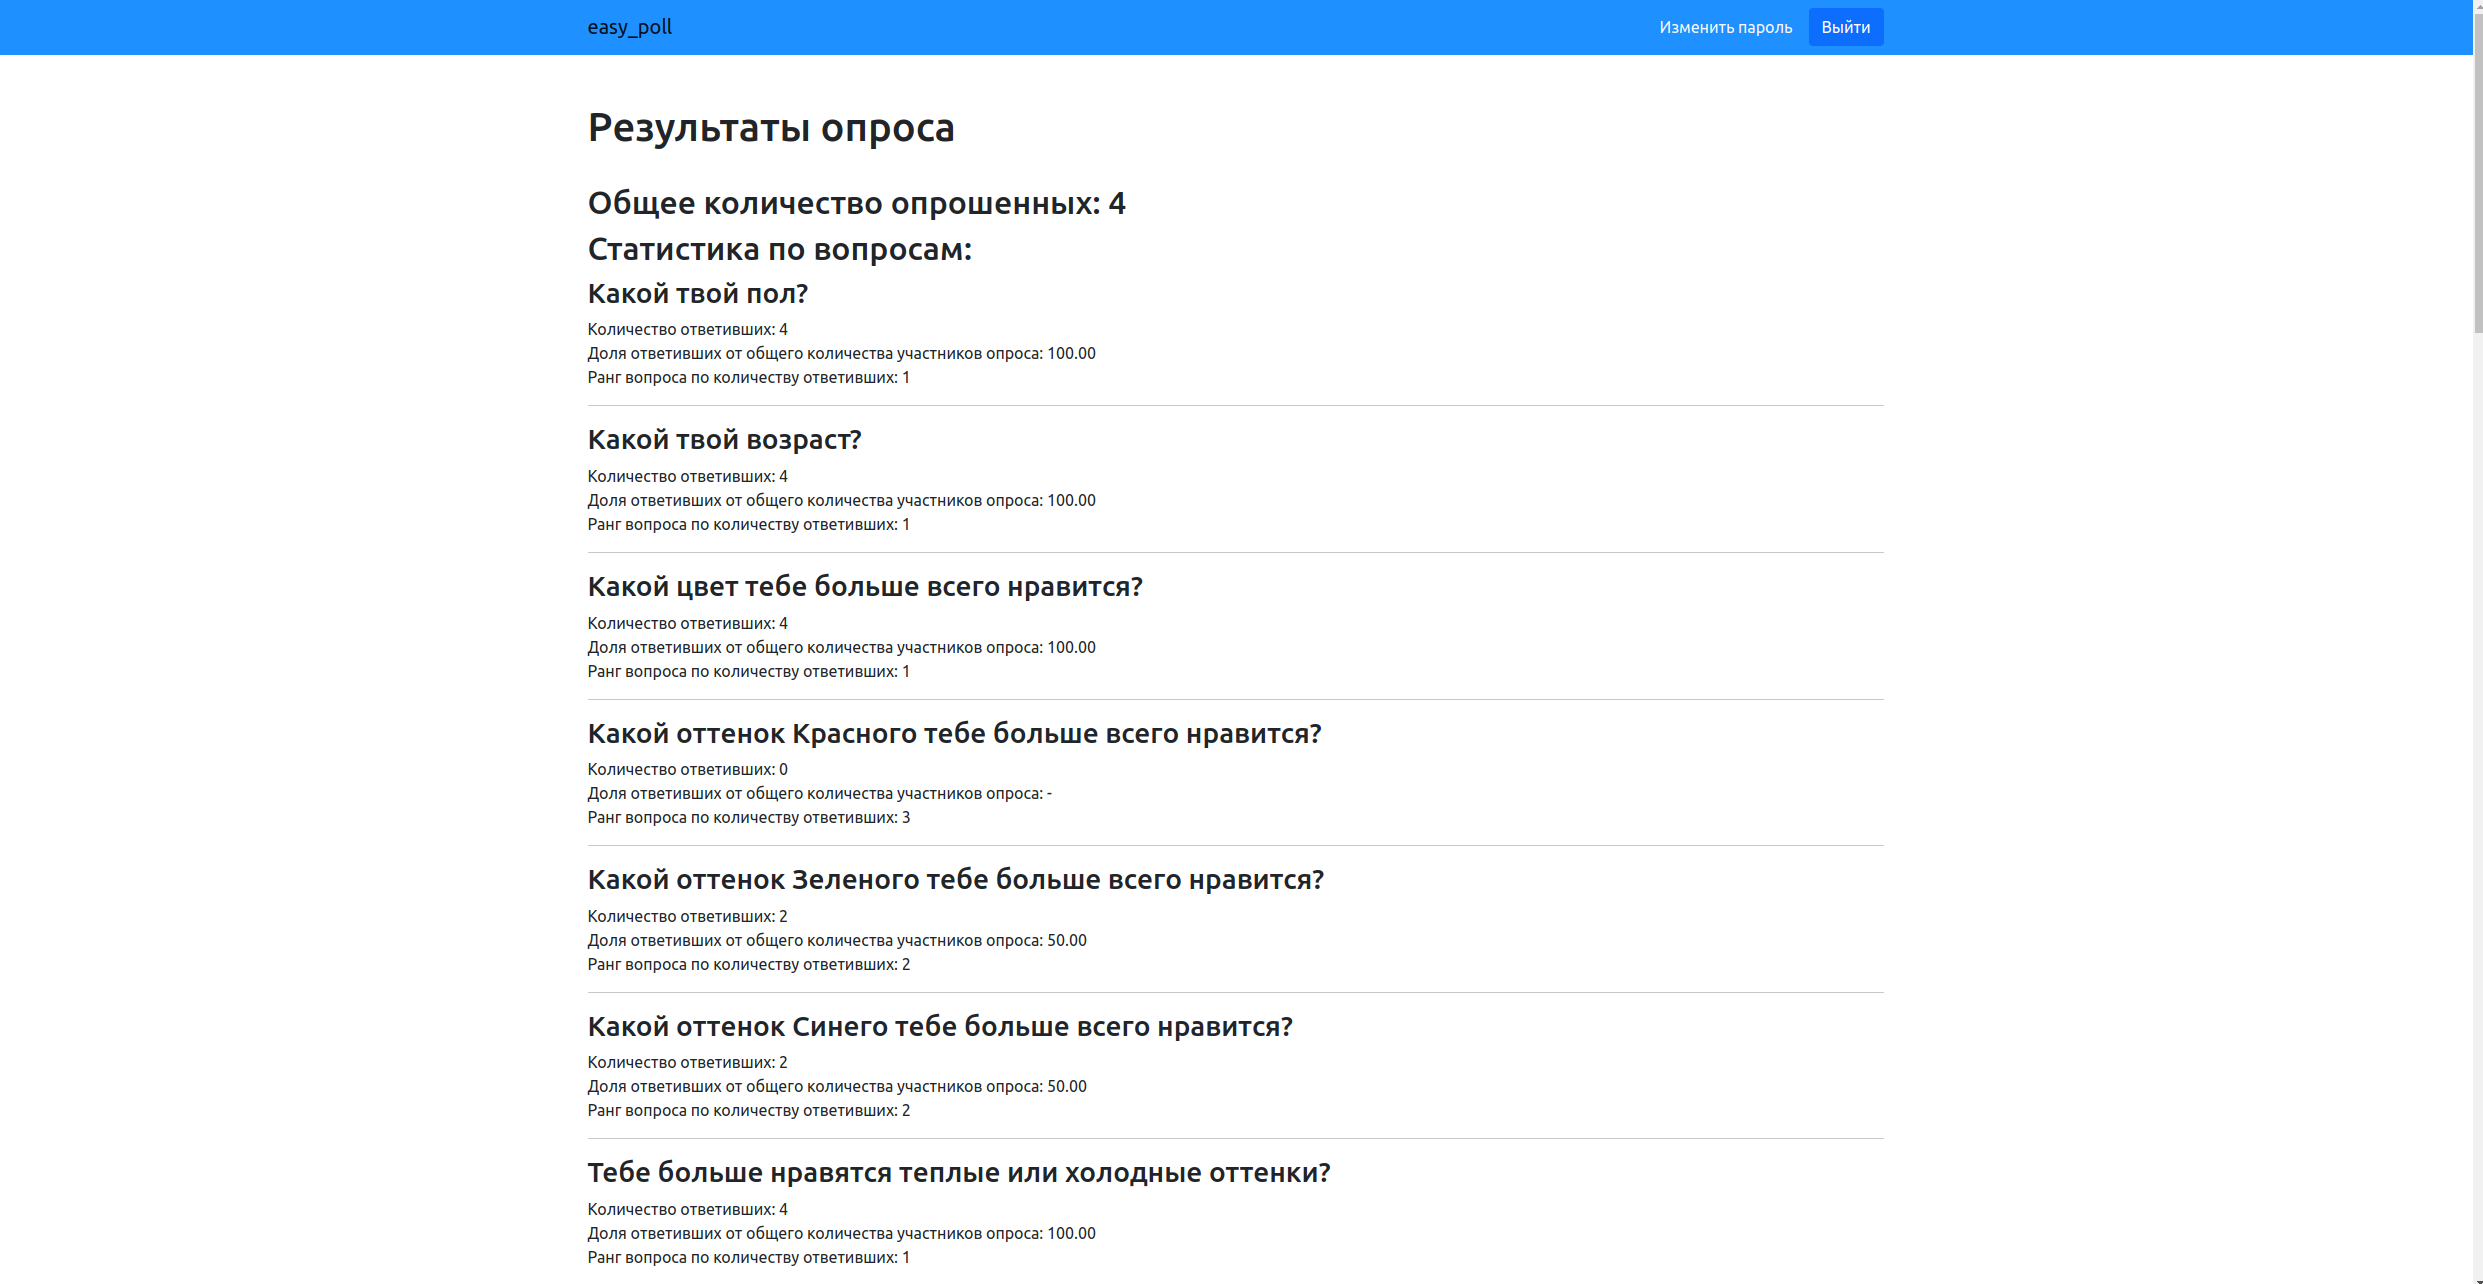 easy_poll
Изменить пароль
Выйти
Результаты опроса
Общее количество опрошенных: 4
Статистика по вопросам:
Какой твой пол?
Количество ответивших: 4
Доля ответивших от общего количества участников опроса: 100.00
Ранг вопроса по количеству ответивших: 1
Какой твой возраст?
Количество ответивших: 4
Доля ответивших от общего количества участников опроса: 100.00
Ранг вопроса по количеству ответивших: 1
Какой цвет тебе больше всего нравится?
Количество ответивших: 4
Доля ответивших от общего количества участников опроса: 100.00
Ранг вопроса по количеству ответивших: 1
Какой оттенок Красного тебе больше всего нравится?
Количество ответивших: 0
Доля ответивших от общего количества участников опроса: -
Ранг вопроса по количеству ответивших: 3
Какой оттенок Зеленого тебе больше всего нравится?
Количество ответивших: 2
Доля ответивших от общего количества участников опроса: 50.00
Ранг вопроса по количеству ответивших: 2
Какой оттенок Синего тебе больше всего нравится?
Количество ответивших: 2
Доля ответивших от общего количества участников опроса: 50.00
Ранг вопроса по количеству ответивших: 2
Тебе больше нравятся теплые или холодные оттенки?
Количество ответивших: 4
Доля ответивших от общего количества участников опроса: 100.00
Ранг вопроса по количеству ответивших: 1